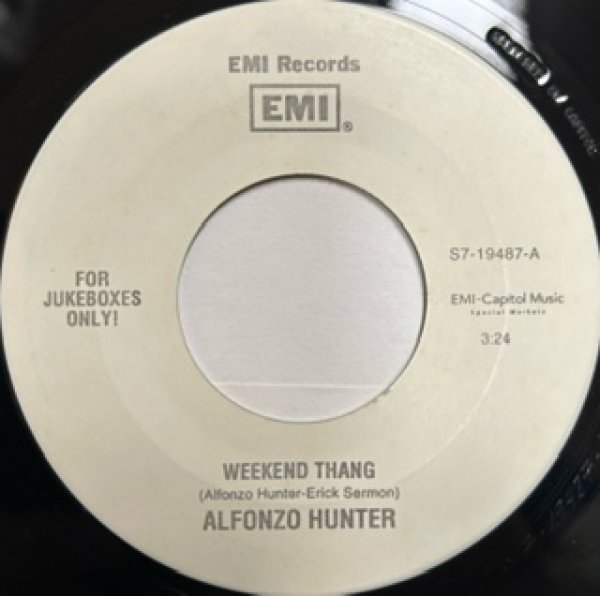 EMI Records
EMI®
FOR
JUKEBOXES
ONLY!
S7-19487-A
EMI-Capitol Music
Special Markets
3:24
WEEKEND THANG
(Alfonzo Hunter-Erick Sermon)
ALFONZO HUNTER